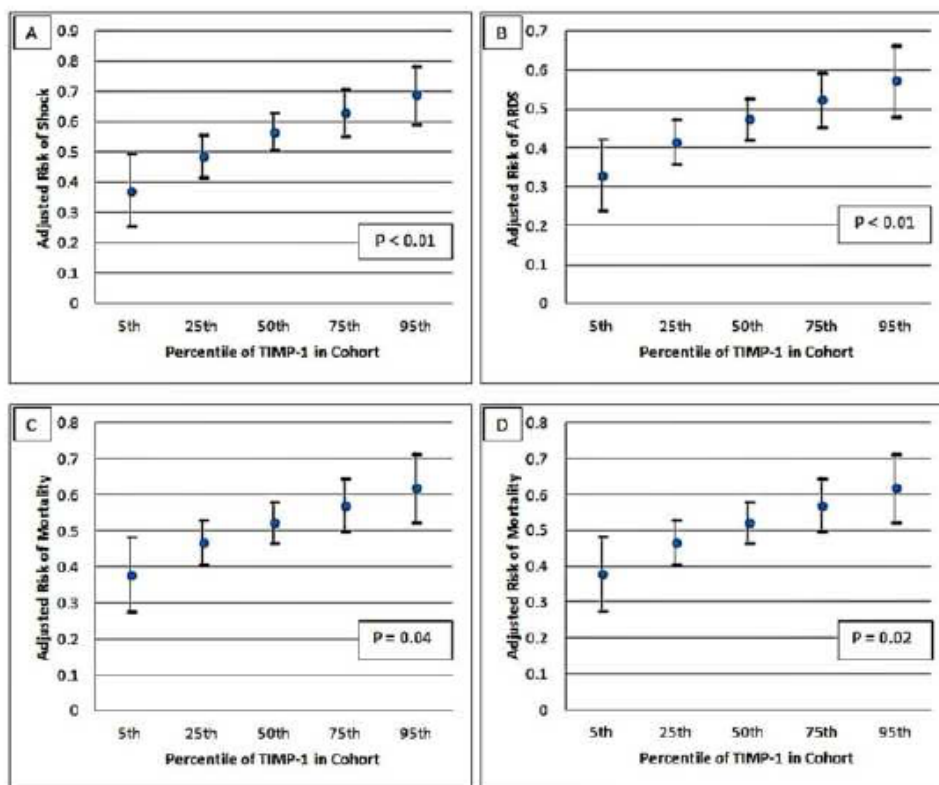 A
Adjusted Risk of Shock
0.9
0.8
0.7
0.6
0.5
0.4
0.3
0.2
0.1
0
P < 0.01
5th 25th 50th 75th 95th
Percentile of TIMP-1 in Cohort
B
Adjusted Risk of ARDS
0.7
0.6
0.5
0.4
0.3
0.2
0.1
0
P < 0.01
5th 25th 50th 75th 95th
Percentile of TIMP-1 in Cohort
C
Adjusted Risk of Mortality
0.8
0.7
0.6
0.5
0.4
0.3
0.2
0.1
0
P = 0.04
5th 25th 50th 75th 95th
Percentile of TIMP-1 in Cohort
D
Adjusted Risk of Mortality
0.8
0.7
0.6
0.5
0.4
0.3
0.2
0.1
0
P = 0.02
5th 25th 50th 75th 95th
Percentile of TIMP-1 in Cohort